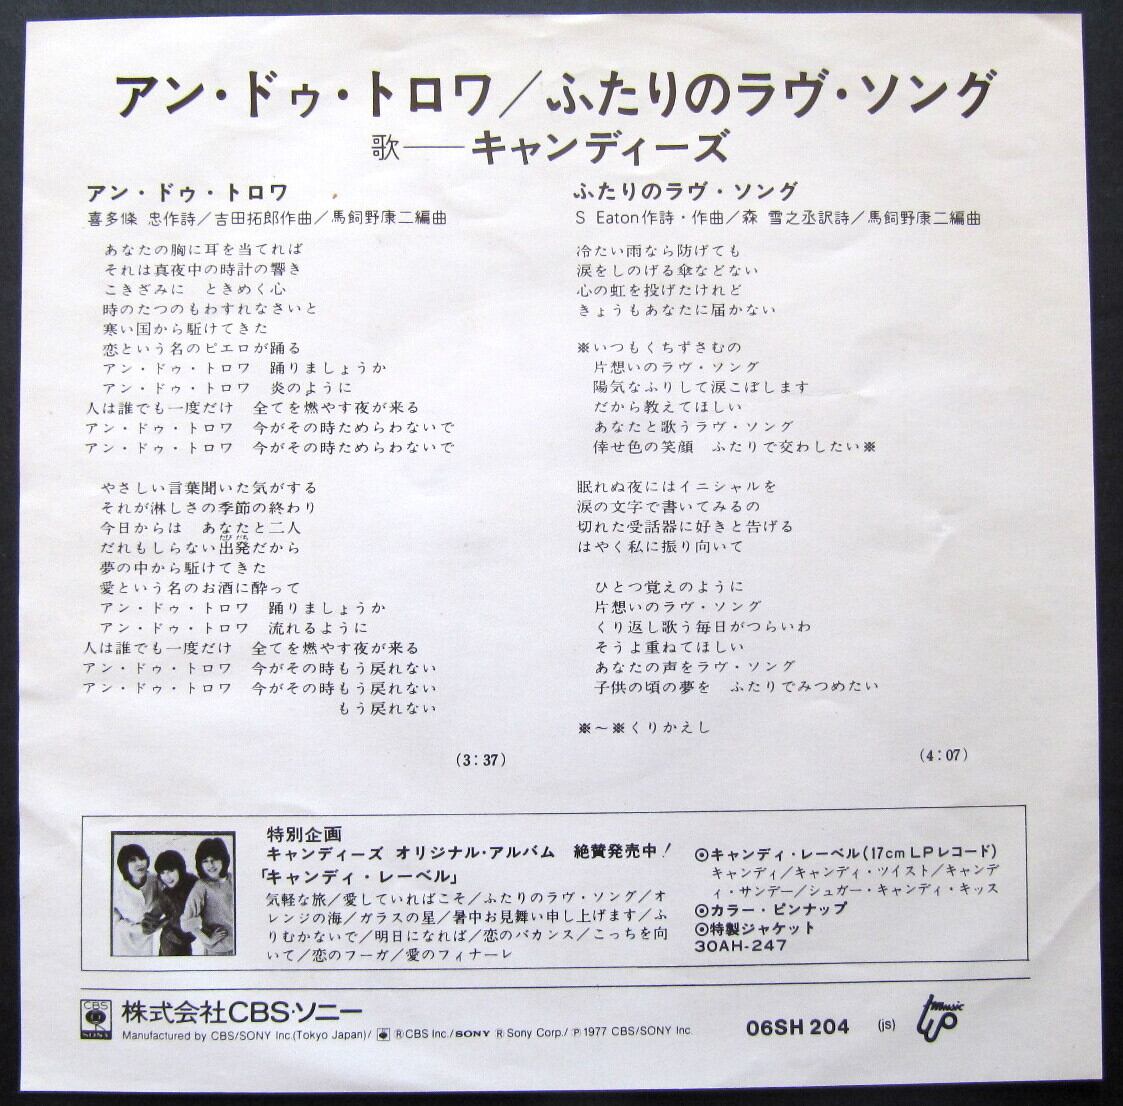 アン・ドゥ・トロワ／ふたりのラヴ・ソング
歌──キャンディーズ
アン・ドゥ・トロワ
喜多條 忠作詩／吉田拓郎作曲／馬飼野康二編曲
あなたの胸に耳を当てれば
それは真夜中の時計の響き
こきざみに ときめく心
時のたつのもわすれなさいと
寒い国から駈けてきた
恋という名のピエロが踊る
アン・ドゥ・トロワ 踊りましょうか
アン・ドゥ・トロワ 炎のように
人は誰でも一度だけ 全てを燃やす夜が来る
アン・ドゥ・トロワ 今がその時ためらわないで
アン・ドゥ・トロワ 今がその時ためらわないで
やさしい言葉聞いた気がする
それが淋しさの季節の終わり
今日からは あなたと二人
だれもしらない出発だから
夢の中から駈けてきた
愛という名のお酒に酔って
アン・ドゥ・トロワ 踊りましょうか
アン・ドゥ・トロワ 流れるように
人は誰でも一度だけ 全てを燃やす夜が来る
アン・ドゥ・トロワ 今がその時もう戻れない
アン・ドゥ・トロワ 今がその時もう戻れない
もう戻れない
(3:37)
ふたりのラヴ・ソング
S Eaton作詩・作曲／森 雪之丞訳詩／馬飼野康二編曲
冷たい雨なら防げても
涙をしのげる傘などない
心の虹を投げたけれど
きょうもあなたに届かない
※いつもくちずさむの
片想いのラヴ・ソング
陽気なふりして涙こぼします
だから教えてほしい
あなたと歌うラヴ・ソング
倖せ色の笑顔 ふたりで交わしたい※
眠れぬ夜にはイニシャルを
涙の文字で書いてみるの
切れた受話器に好きと告げる
はやく私に振り向いて
ひとつ覚えのように
片想いのラヴ・ソング
くり返し歌う毎日がつらいわ
そうよ重ねてほしい
あなたの声をラヴ・ソング
子供の頃の夢を ふたりでみつめたい
※～※くりかえし
(4:07)
特別企画
キャンディーズ オリジナル・アルバム 絶賛発売中！
「キャンディ・レーベル」
気軽な旅／愛していればこそ／ふたりのラヴ・ソング／オ
レンジの海／ガラスの星／暑中お見舞い申し上げます／ふ
りむかないで／明日になれば／恋のバカンス／こっちを向
いて／恋のフーガ／愛のフィナーレ
◎キャンディ・レーベル(17cm LPレコード)
キャンディ／キャンディ・ツイスト／キャンデ
ィ・サンデー／シュガー・キャンディ・キッス
◎カラー・ピンナップ
◎特製ジャケット
30AH-247
CBS
SONY
株式会社CBS・ソニー
Manufactured by CBS/SONY Inc.(Tokyo Japan)/ ⓇCBS Inc./SONY Ⓡ Sony Corp./ Ⓟ 1977 CBS/SONY Inc.
06SH 204
(js)
music